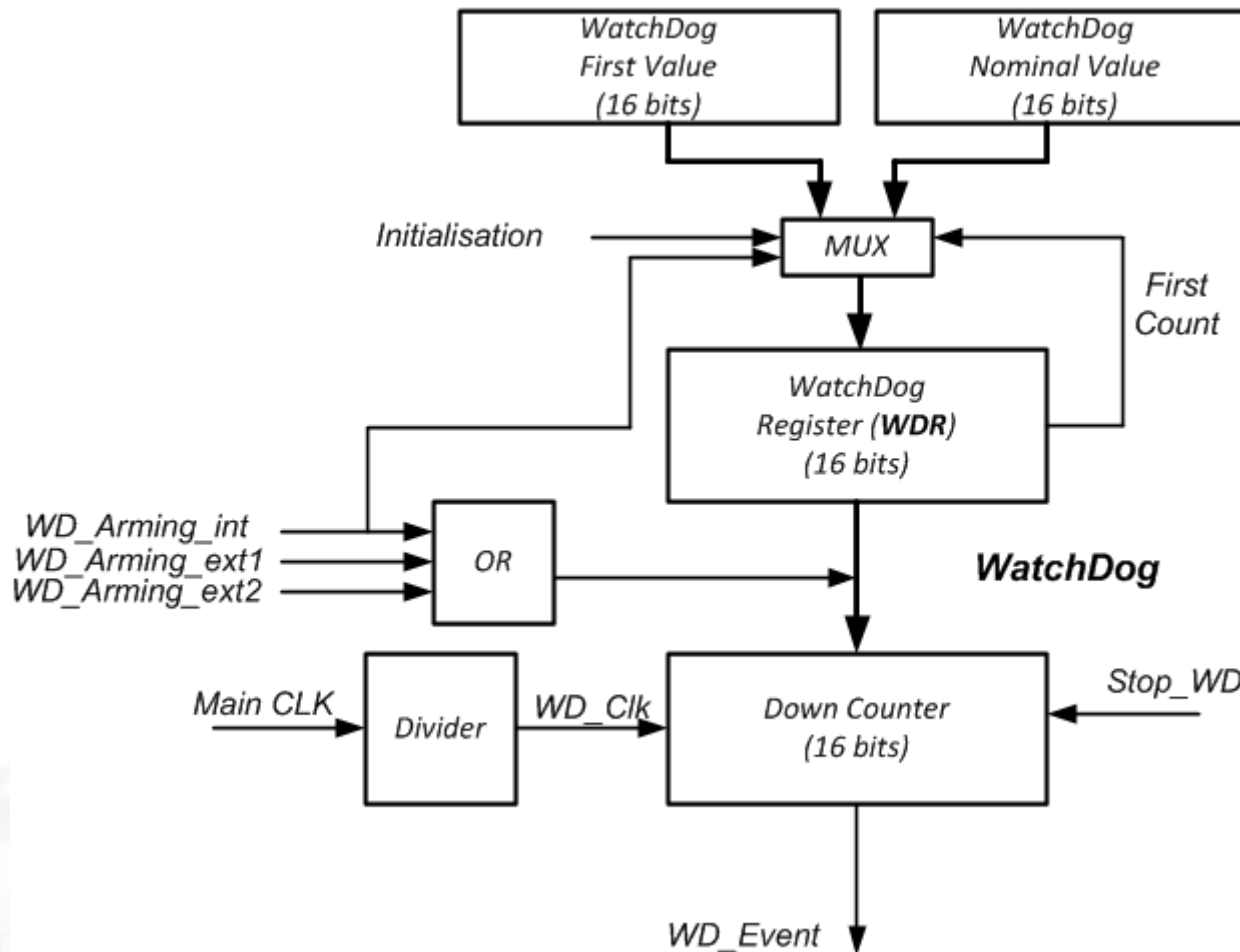 WatchDog
First Value
(16 bits)
WatchDog
Nominal Value
(16 bits)
Initialisation
MUX
First
Count
WatchDog
Register (WDR)
(16 bits)
WD_Arming_int
WD_Arming_ext1
WD_Arming_ext2
OR
WatchDog
Main CLK
Divider
WD_Clk
Down Counter
(16 bits)
Stop_WD
WD_Event